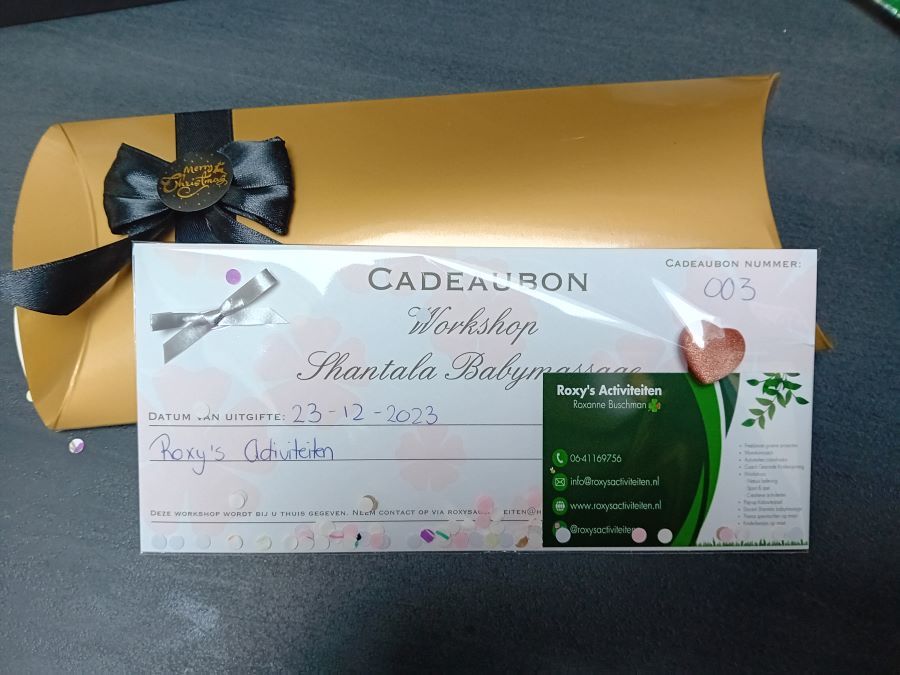 Merry
Christmas
CADEAUBON
CADEAUBON NUMMER:
003
Workshop
Shantala Babymassage
DATUM VAN UITGIFTE: 23-12-2023
Roxy's Activiteiten
DEZE WORKSHOP WORDT BIJ U THUIS GEGEVEN. NEEM CONTACT OP VIA
Roxy's Activiteiten
Roxanne Buschman
06-41169756
info@roxysactiviteiten.nl
www.roxysactiviteiten.nl
@roxysactiviteiten